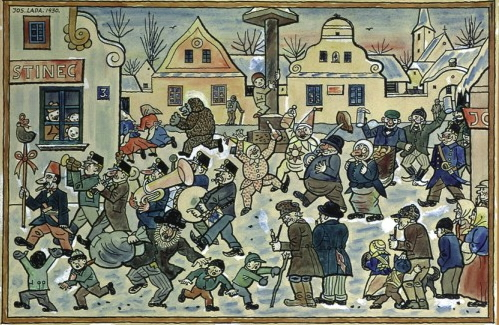 JOS. LADA. 1930.
STINEC
3